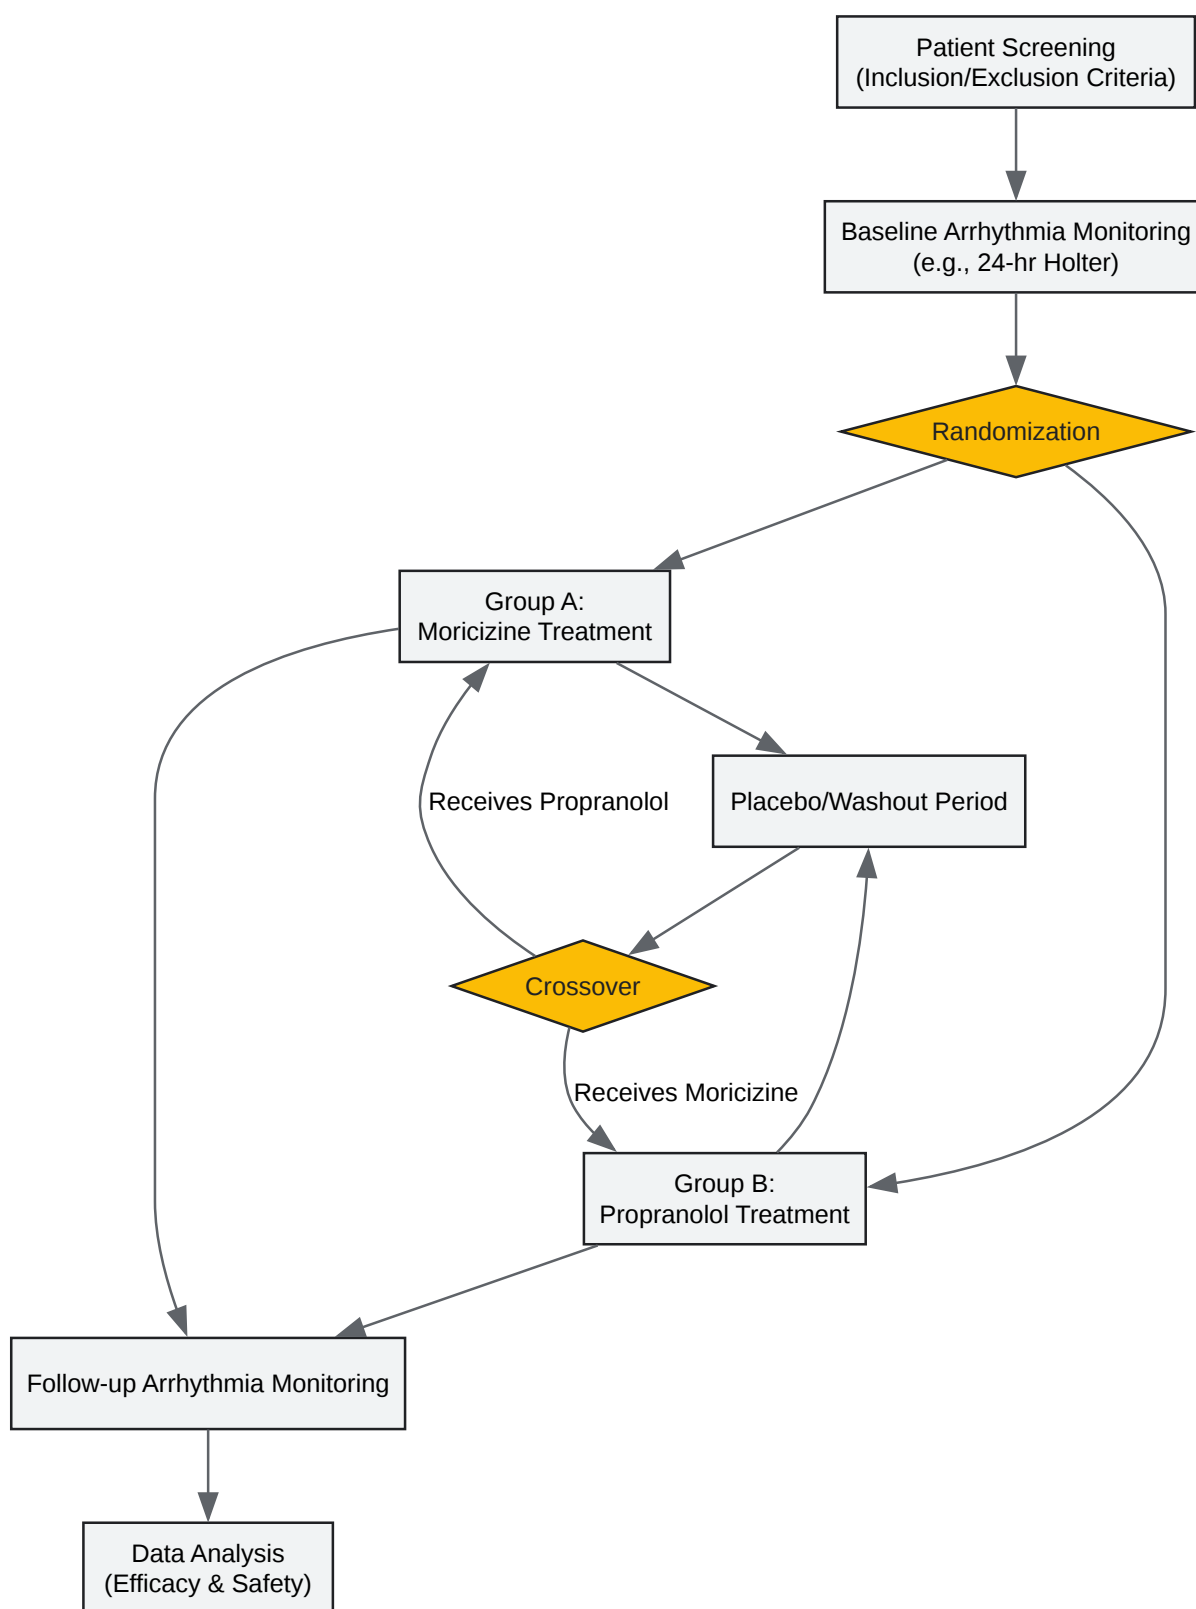 Patient Screening
(Inclusion/Exclusion Criteria)
Baseline Arrhythmia Monitoring
(e.g., 24-hr Holter)
Randomization
Group A:
Moricizine Treatment
Receives Propranolol
Placebo/Washout Period
Crossover
Receives Moricizine
Group B:
Propranolol Treatment
Follow-up Arrhythmia Monitoring
Data Analysis
(Efficacy & Safety)